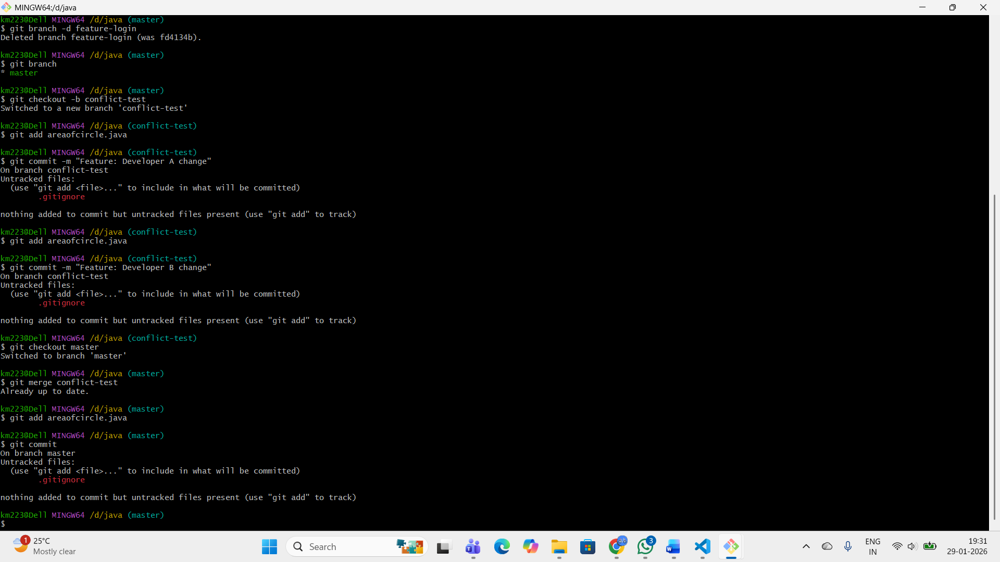 MINGW64:/d/java
km223@Dell MINGW64 /d/java (master)
$ git branch -d feature-login
Deleted branch feature-login (was fd4134b).
km223@Dell MINGW64 /d/java (master)
$ git branch
* master
km223@Dell MINGW64 /d/java (master)
$ git checkout -b conflict-test
Switched to a new branch 'conflict-test'
km223@Dell MINGW64 /d/java (conflict-test)
$ git add areaofcircle.java
km223@Dell MINGW64 /d/java (conflict-test)
$ git commit -m "Feature: Developer A change"
On branch conflict-test
Untracked files:
  (use "git add <file>..." to include in what will be committed)
        .gitignore
nothing added to commit but untracked files present (use "git add" to track)
km223@Dell MINGW64 /d/java (conflict-test)
$ git add areaofcircle.java
km223@Dell MINGW64 /d/java (conflict-test)
$ git commit -m "Feature: Developer B change"
On branch conflict-test
Untracked files:
  (use "git add <file>..." to include in what will be committed)
        .gitignore
nothing added to commit but untracked files present (use "git add" to track)
km223@Dell MINGW64 /d/java (conflict-test)
$ git checkout master
Switched to branch 'master'
km223@Dell MINGW64 /d/java (master)
$ git merge conflict-test
Already up to date.
km223@Dell MINGW64 /d/java (master)
$ git add areaofcircle.java
km223@Dell MINGW64 /d/java (master)
$ git commit
On branch master
Untracked files:
  (use "git add <file>..." to include in what will be committed)
        .gitignore
nothing added to commit but untracked files present (use "git add" to track)
km223@Dell MINGW64 /d/java (master)
$
1
25°C
Mostly clear
Search
3
ENG
IN
19:31
29-01-2026